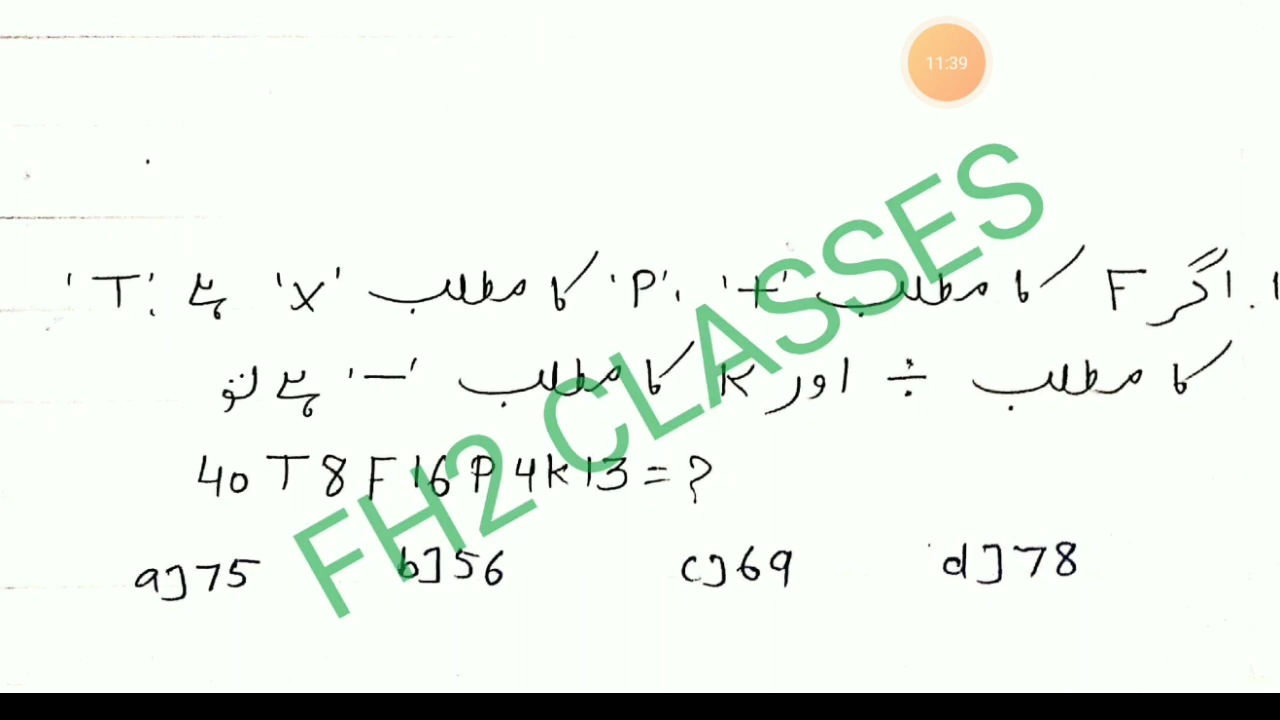 11:39
۱. اگر F کا مطلب '+'، 'P' کا مطلب 'X' ہے، 'T'
کا مطلب ÷ اور K کا مطلب '–' ہے تو
40 T 8 F 16 P 4 K 13 = ?
a] 75 b] 56 c] 69 d] 78
FH2 CLASSES